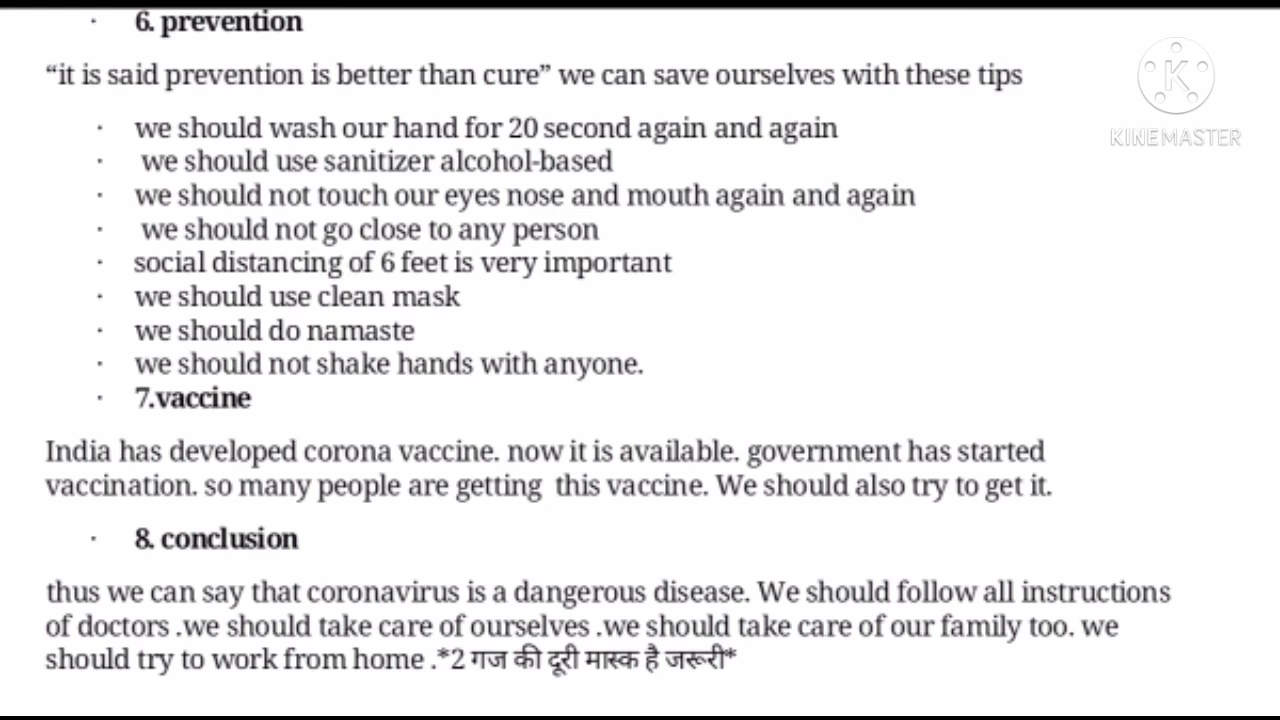 · 6. prevention
“it is said prevention is better than cure” we can save ourselves with these tips
· we should wash our hand for 20 second again and again
· we should use sanitizer alcohol-based
· we should not touch our eyes nose and mouth again and again
· we should not go close to any person
· social distancing of 6 feet is very important
· we should use clean mask
· we should do namaste
· we should not shake hands with anyone.
· 7.vaccine
India has developed corona vaccine. now it is available. government has started
vaccination. so many people are getting  this vaccine. We should also try to get it.
· 8. conclusion
thus we can say that coronavirus is a dangerous disease. We should follow all instructions
of doctors .we should take care of ourselves .we should take care of our family too. we
should try to work from home .*2 गज की दूरी मास्क है जरूरी*
K
KINEMASTER